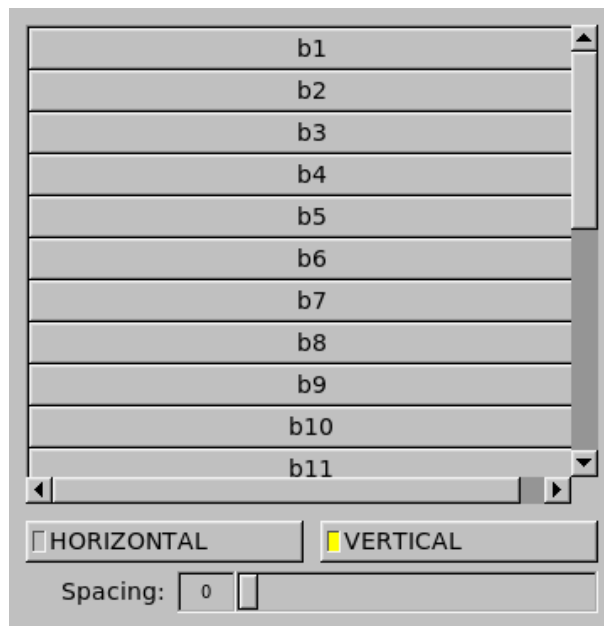 b1
b2
b3
b4
b5
b6
b7
b8
b9
b10
b11
HORIZONTAL VERTICAL
Spacing: 0